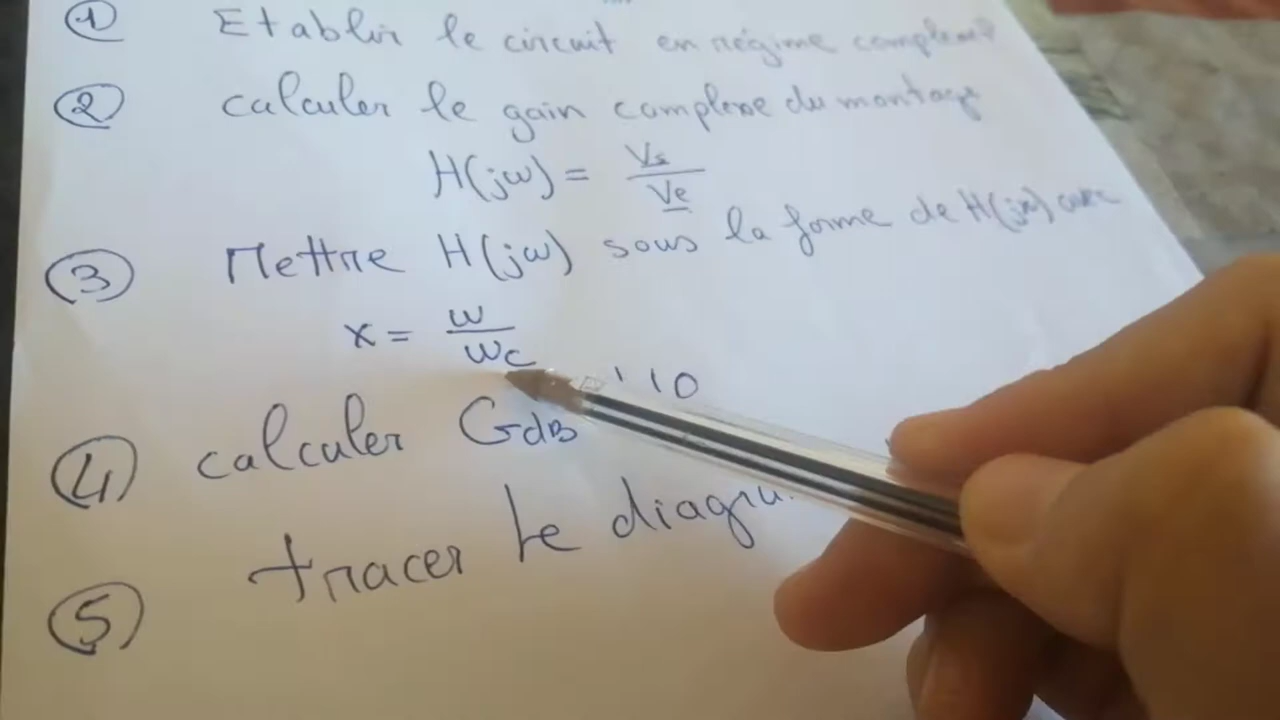 ① Etablir le circuit en régime complexe
② calculer le gain complexe du montage
H(jω) = Vs / Ve
③ Mettre H(jω) sous la forme de H(jx) avec
x = ω / ωc
④ calculer GdB
⑤ tracer le